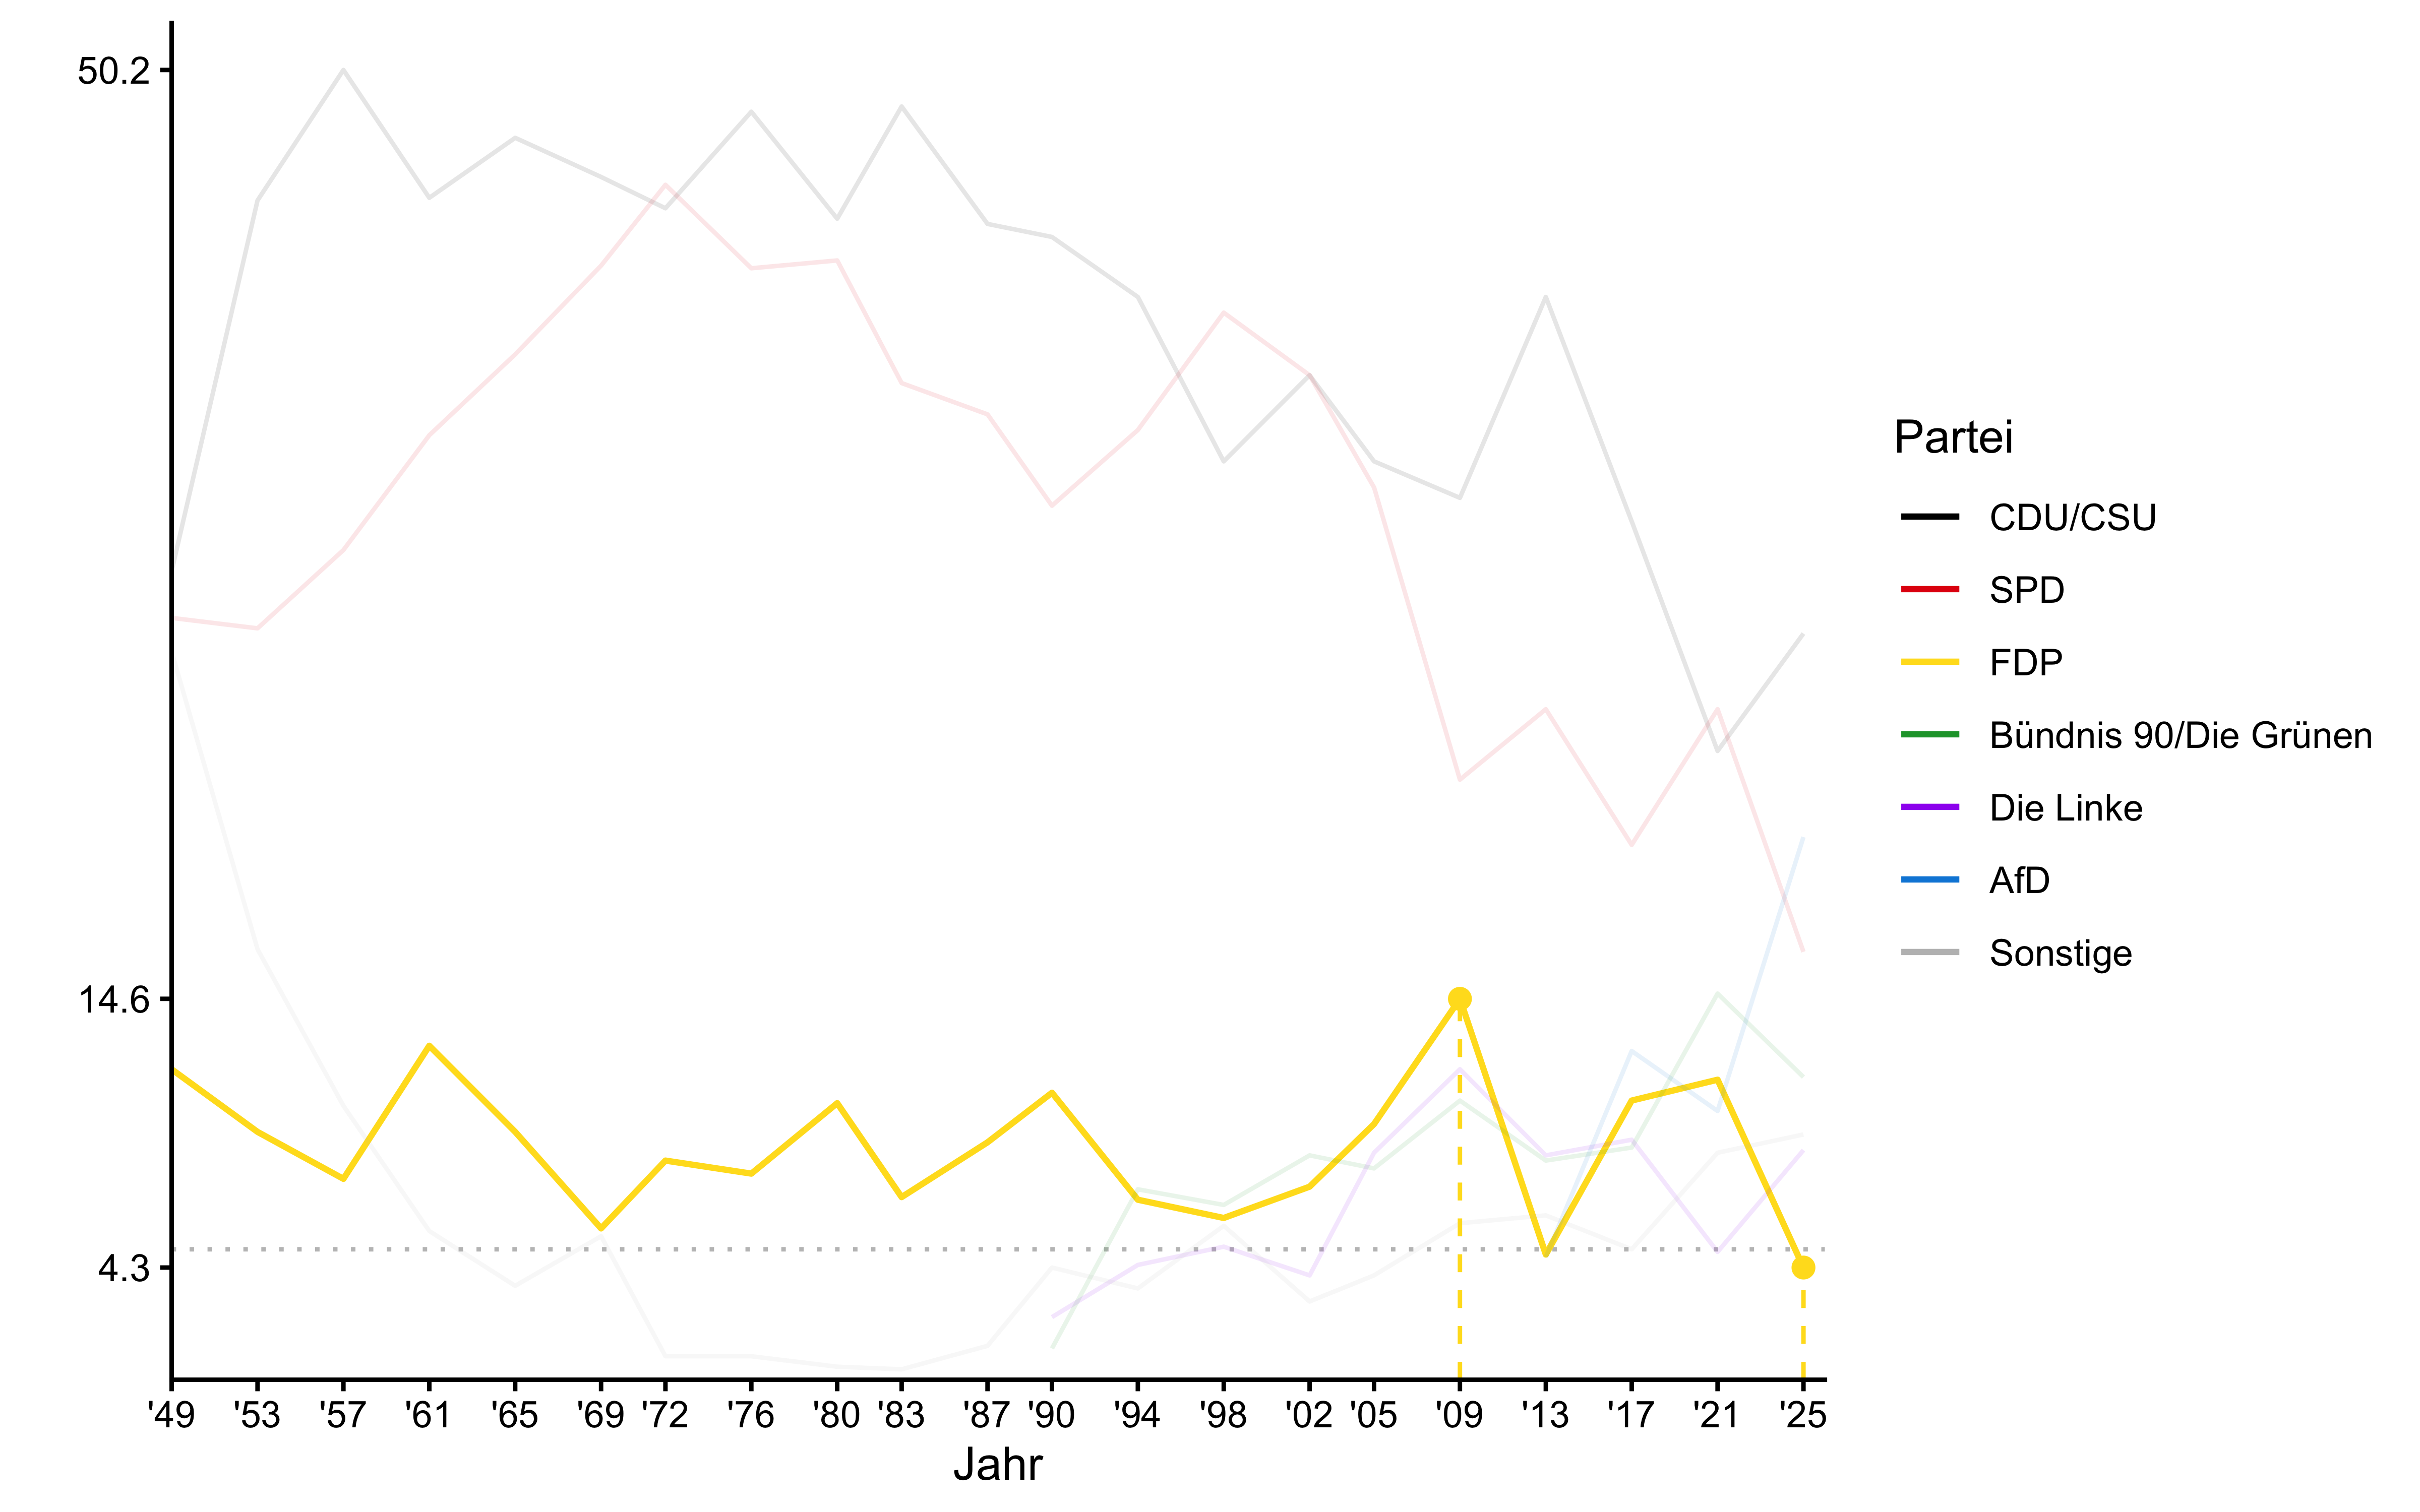 50.2
14.6
4.3
'49 '53 '57 '61 '65 '69 '72 '76 '80 '83 '87 '90 '94 '98 '02 '05 '09 '13 '17 '21 '25
Jahr
Partei
CDU/CSU
SPD
FDP
Bündnis 90/Die Grünen
Die Linke
AfD
Sonstige